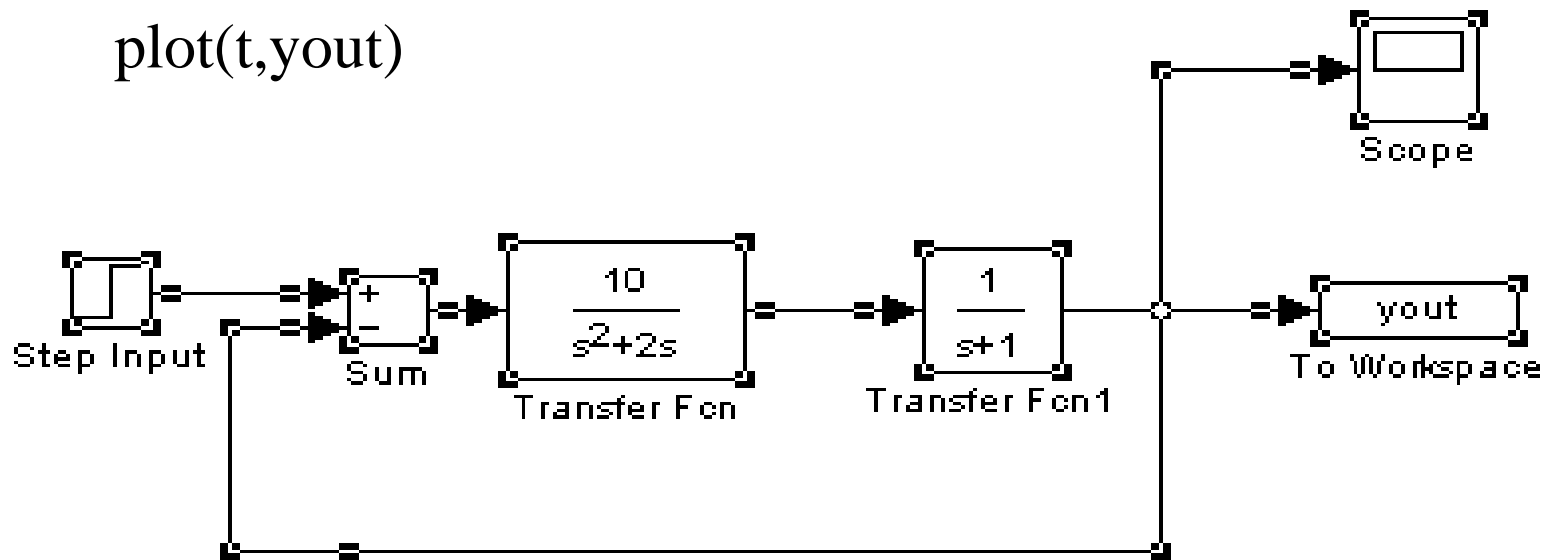 plot(t,yout)
Scope
Step Input
+
−
Sum
10
s²+2s
Transfer Fcn
1
s+1
Transfer Fcn1
yout
To Workspace